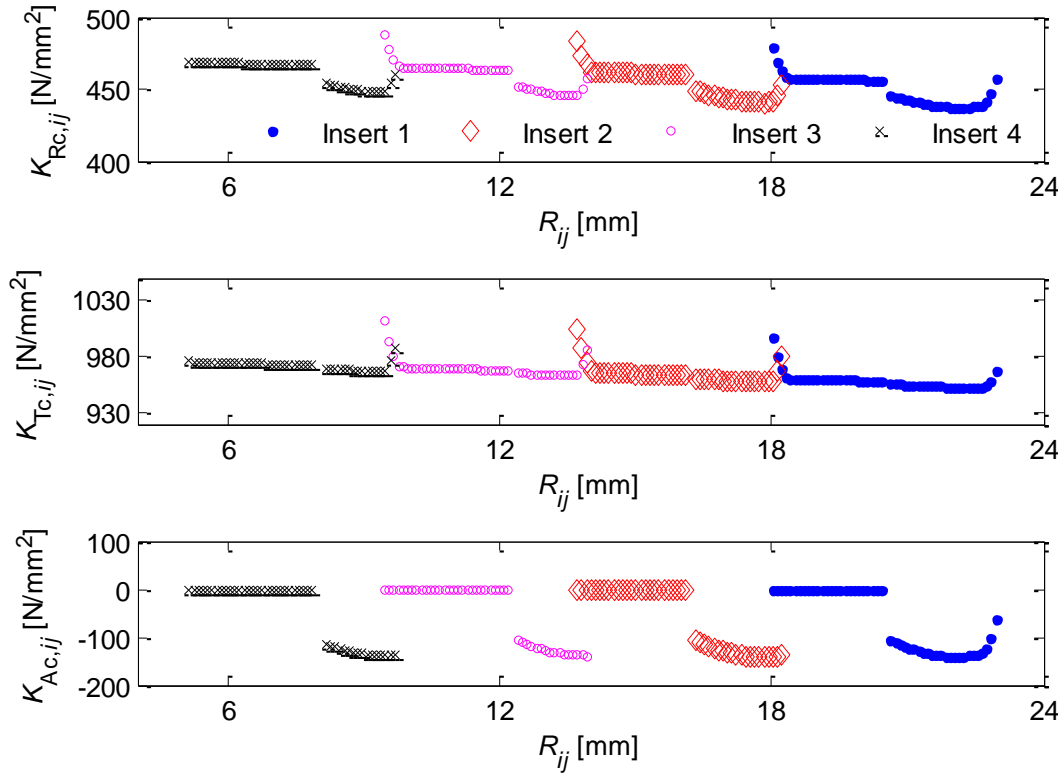 500
450
400
K_Rc,ij [N/mm²]
Insert 1 Insert 2 Insert 3 Insert 4
6 12 18 24
R_ij [mm]
1030
980
930
K_Tc,ij [N/mm²]
6 12 18 24
R_ij [mm]
100
0
-100
-200
K_Ac,ij [N/mm²]
6 12 18 24
R_ij [mm]